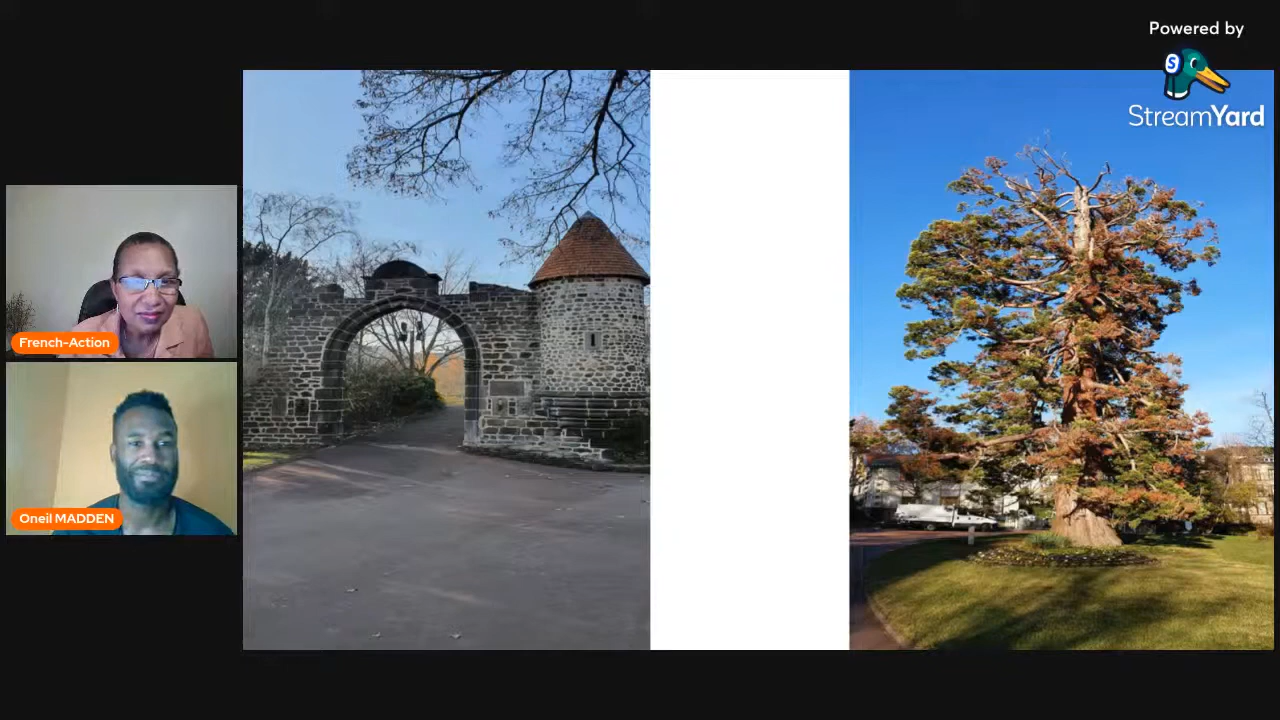 Powered by
S
StreamYard
French-Action
Oneil MADDEN